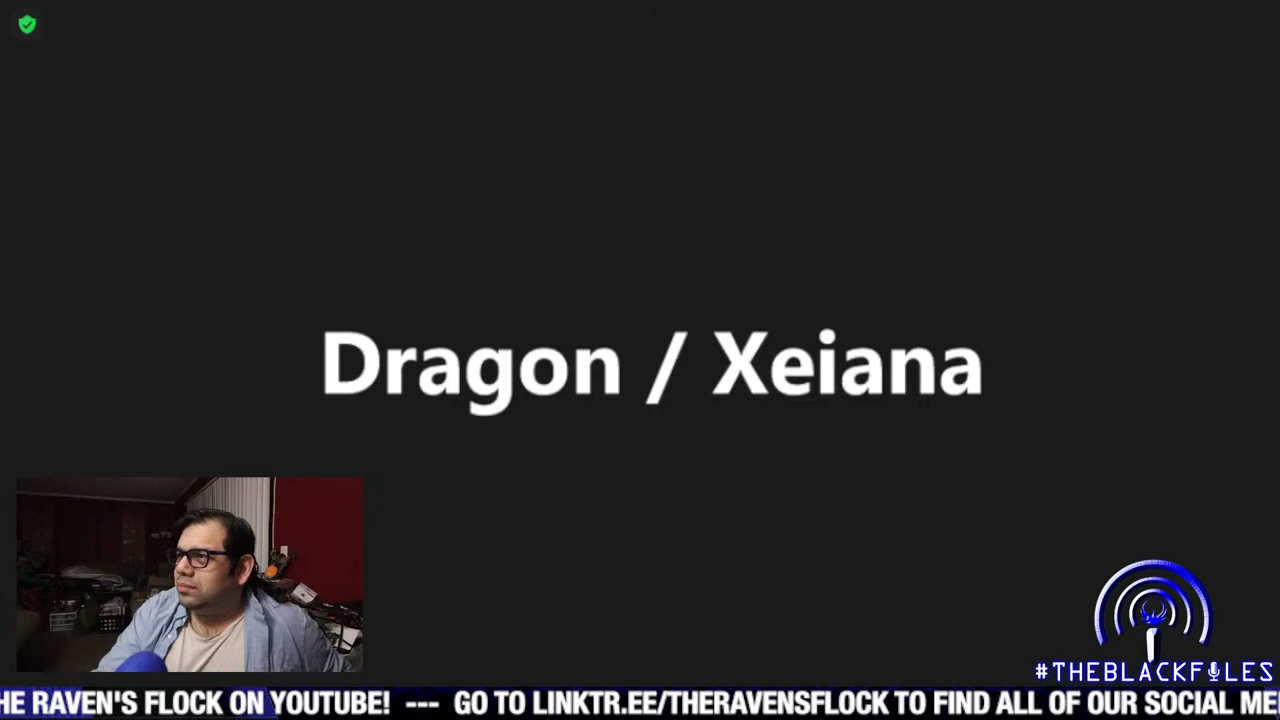 Dragon / Xeiana
#THEBLACKFILES
HE RAVEN'S FLOCK ON YOUTUBE! --- GO TO LINKTR.EE/THERAVENSFLOCK TO FIND ALL OF OUR SOCIAL ME